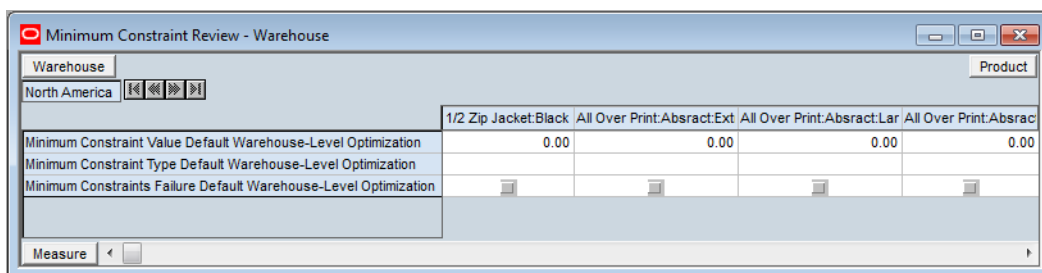 Minimum Constraint Review - Warehouse
Warehouse Product
North America
1/2 Zip Jacket:Black All Over Print:Absract:Ext All Over Print:Absract:Lar All Over Print:Absrac
Minimum Constraint Value Default Warehouse-Level Optimization 0.00 0.00 0.00 0.00
Minimum Constraint Type Default Warehouse-Level Optimization
Minimum Constraints Failure Default Warehouse-Level Optimization
Measure